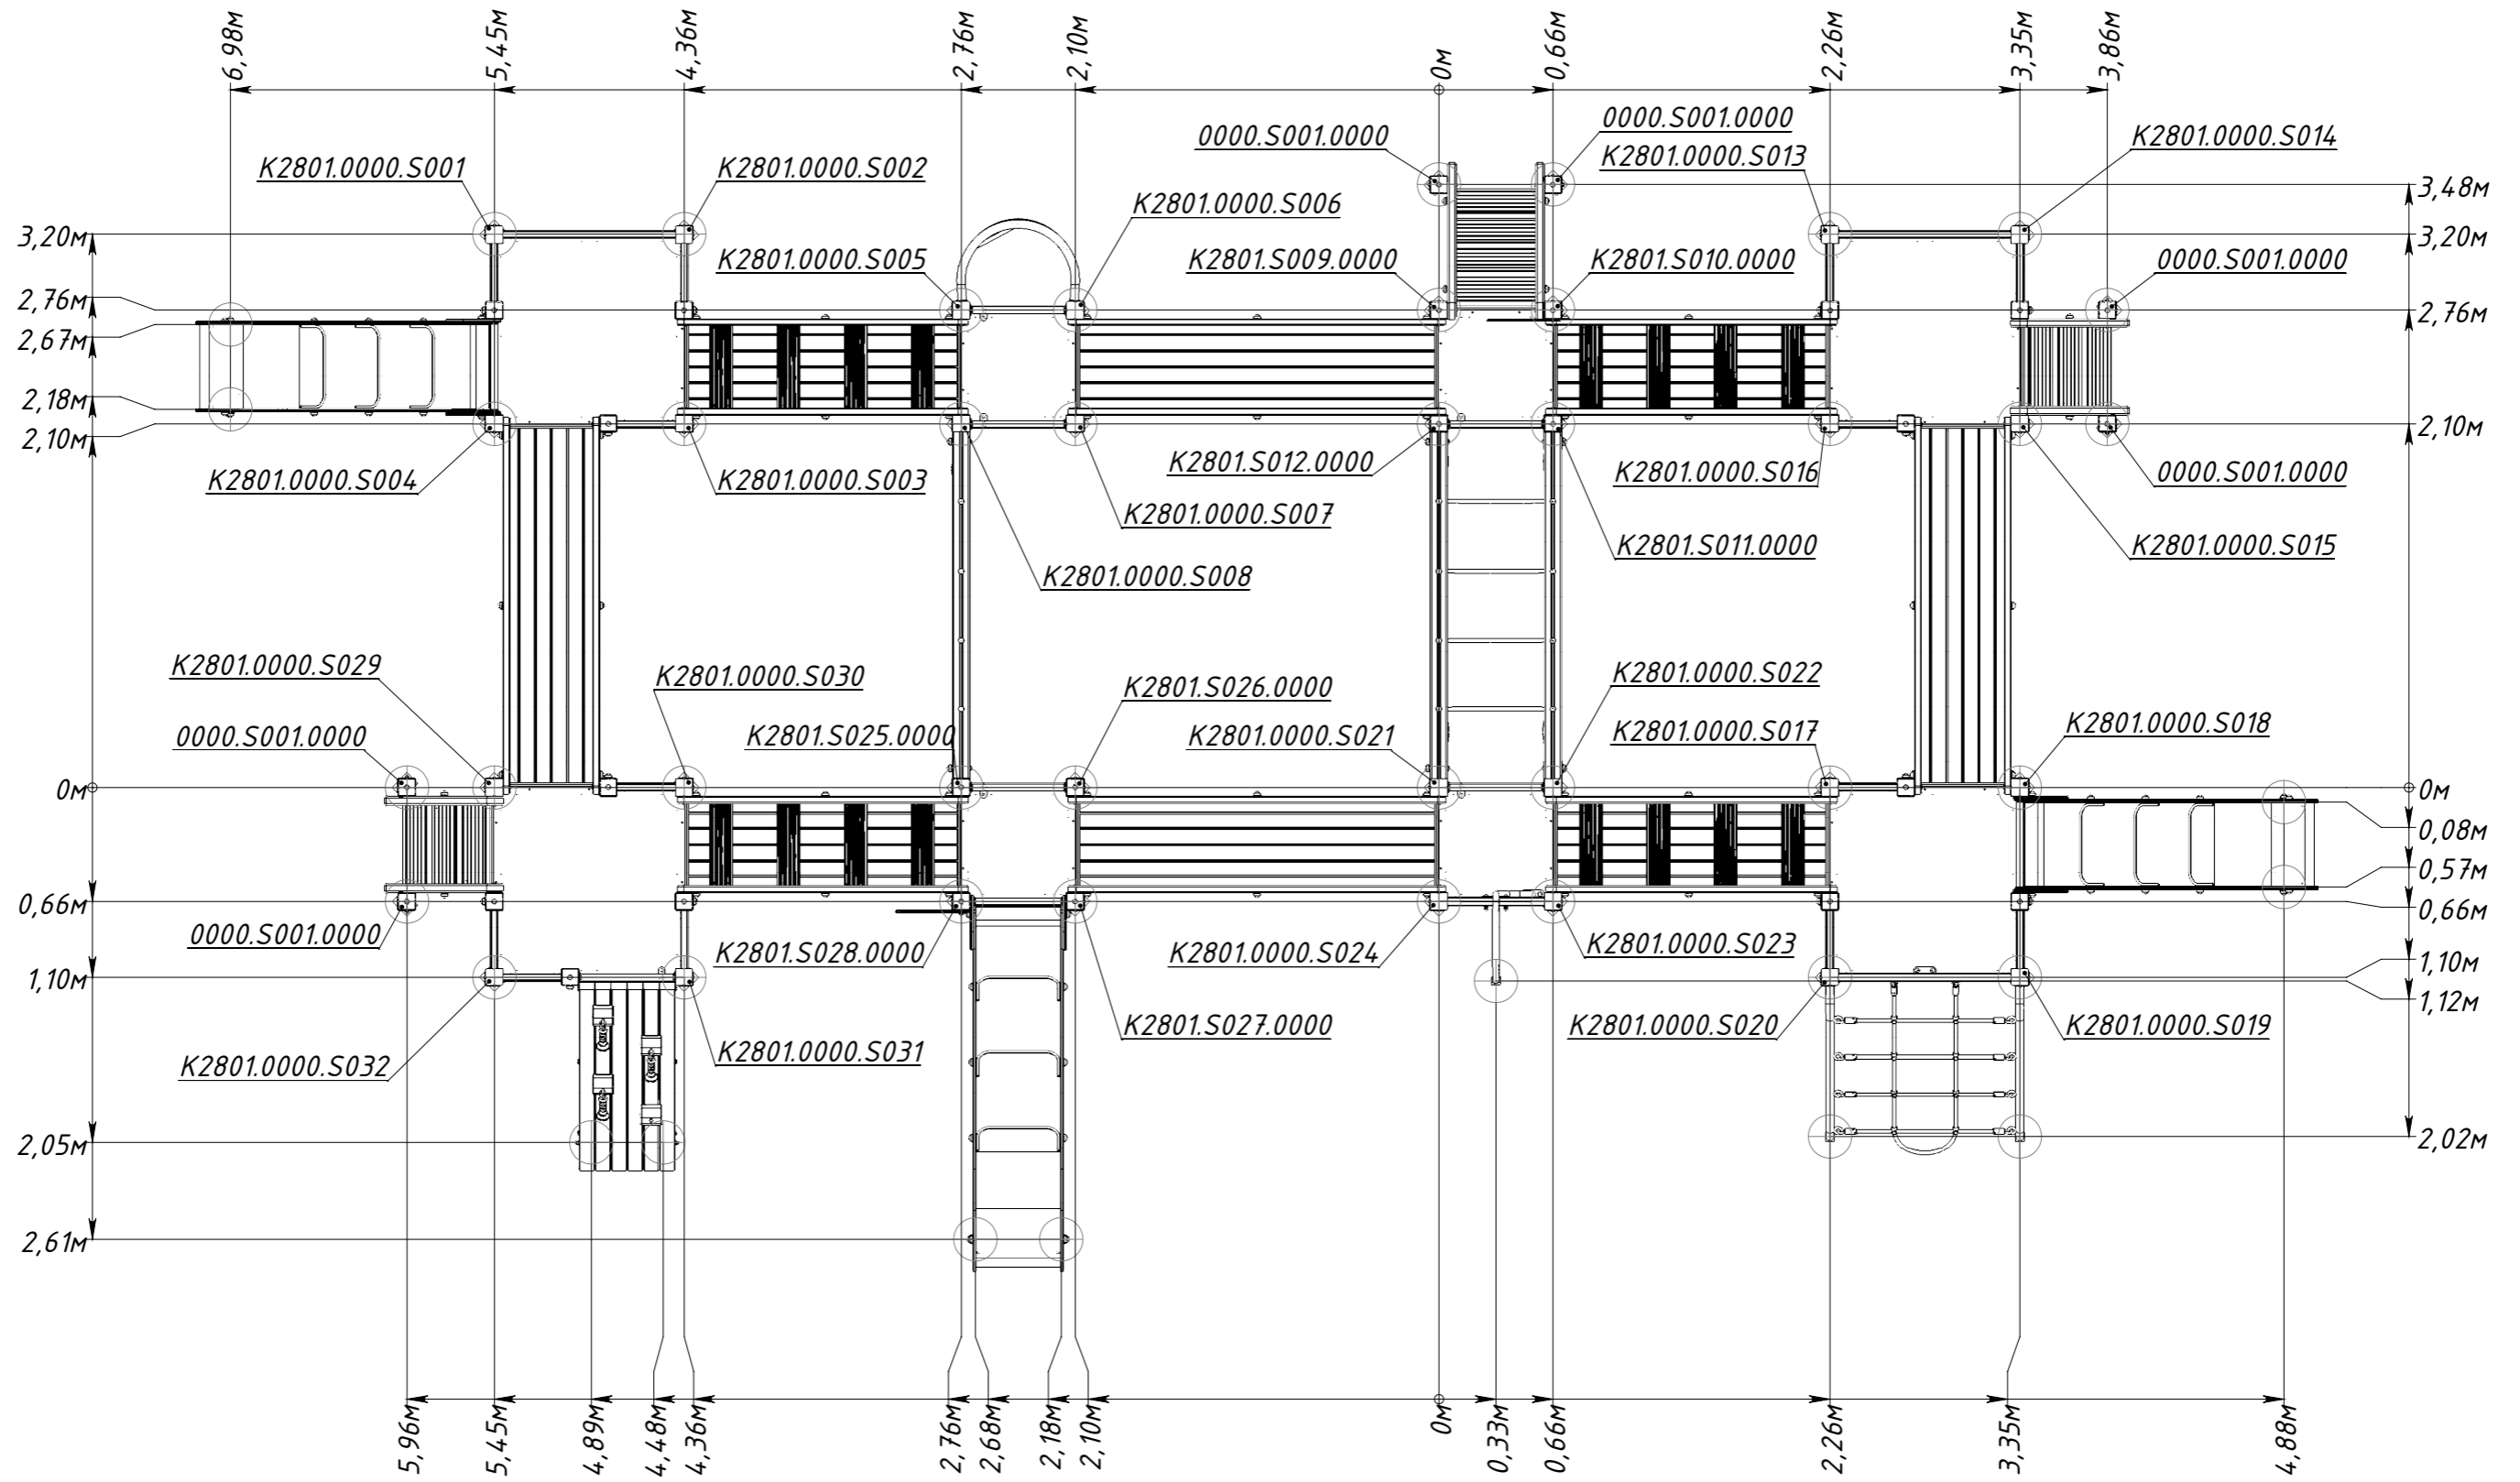 6,98м
5,45м
4,36м
2,76м
2,10м
0м
0,66м
2,26м
3,35м
3,86м
0000.S001.0000
0000.S001.0000
K2801.0000.S014
K2801.0000.S013
K2801.0000.S001
K2801.0000.S002
3,48м
K2801.0000.S006
3,20м
3,20м
K2801.0000.S005
K2801.S009.0000
K2801.S010.0000
0000.S001.0000
2,76м
2,76м
2,67м
2,18м
2,10м
2,10м
K2801.S012.0000
K2801.0000.S016
0000.S001.0000
K2801.0000.S004
K2801.0000.S003
K2801.0000.S007
K2801.S011.0000
K2801.0000.S015
K2801.0000.S008
K2801.0000.S029
K2801.0000.S030
K2801.S026.0000
K2801.0000.S022
0000.S001.0000
K2801.S025.0000
K2801.0000.S021
K2801.0000.S017
K2801.0000.S018
0м
0м
0,08м
0,57м
0,66м
0,66м
0000.S001.0000
K2801.S028.0000
K2801.0000.S024
K2801.0000.S023
1,10м
1,10м
1,12м
K2801.0000.S032
K2801.0000.S031
K2801.S027.0000
K2801.0000.S020
K2801.0000.S019
2,05м
2,02м
2,61м
5,96м
5,45м
4,89м
4,48м
4,36м
2,76м
2,68м
2,18м
2,10м
0м
0,33м
0,66м
2,26м
3,35м
4,88м